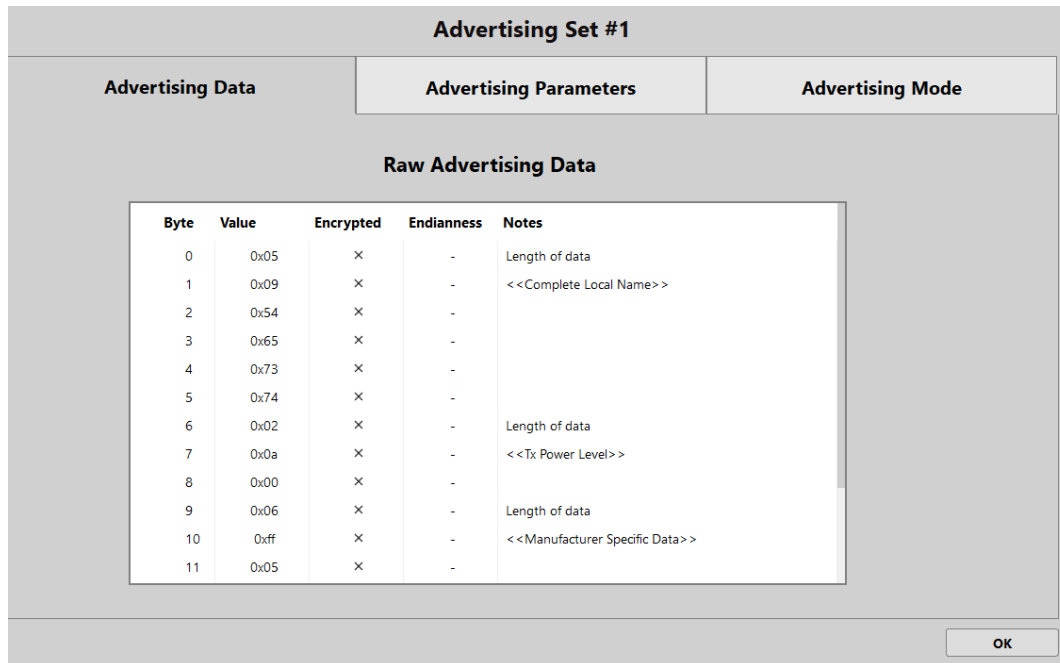 Advertising Set #1
Advertising Data Advertising Parameters Advertising Mode
Raw Advertising Data
Byte Value Encrypted Endianness Notes
0 0x05 × - Length of data
1 0x09 × - <<Complete Local Name>>
2 0x54 × -
3 0x65 × -
4 0x73 × -
5 0x74 × -
6 0x02 × - Length of data
7 0x0a × - <<Tx Power Level>>
8 0x00 × -
9 0x06 × - Length of data
10 0xff × - <<Manufacturer Specific Data>>
11 0x05 × -
OK